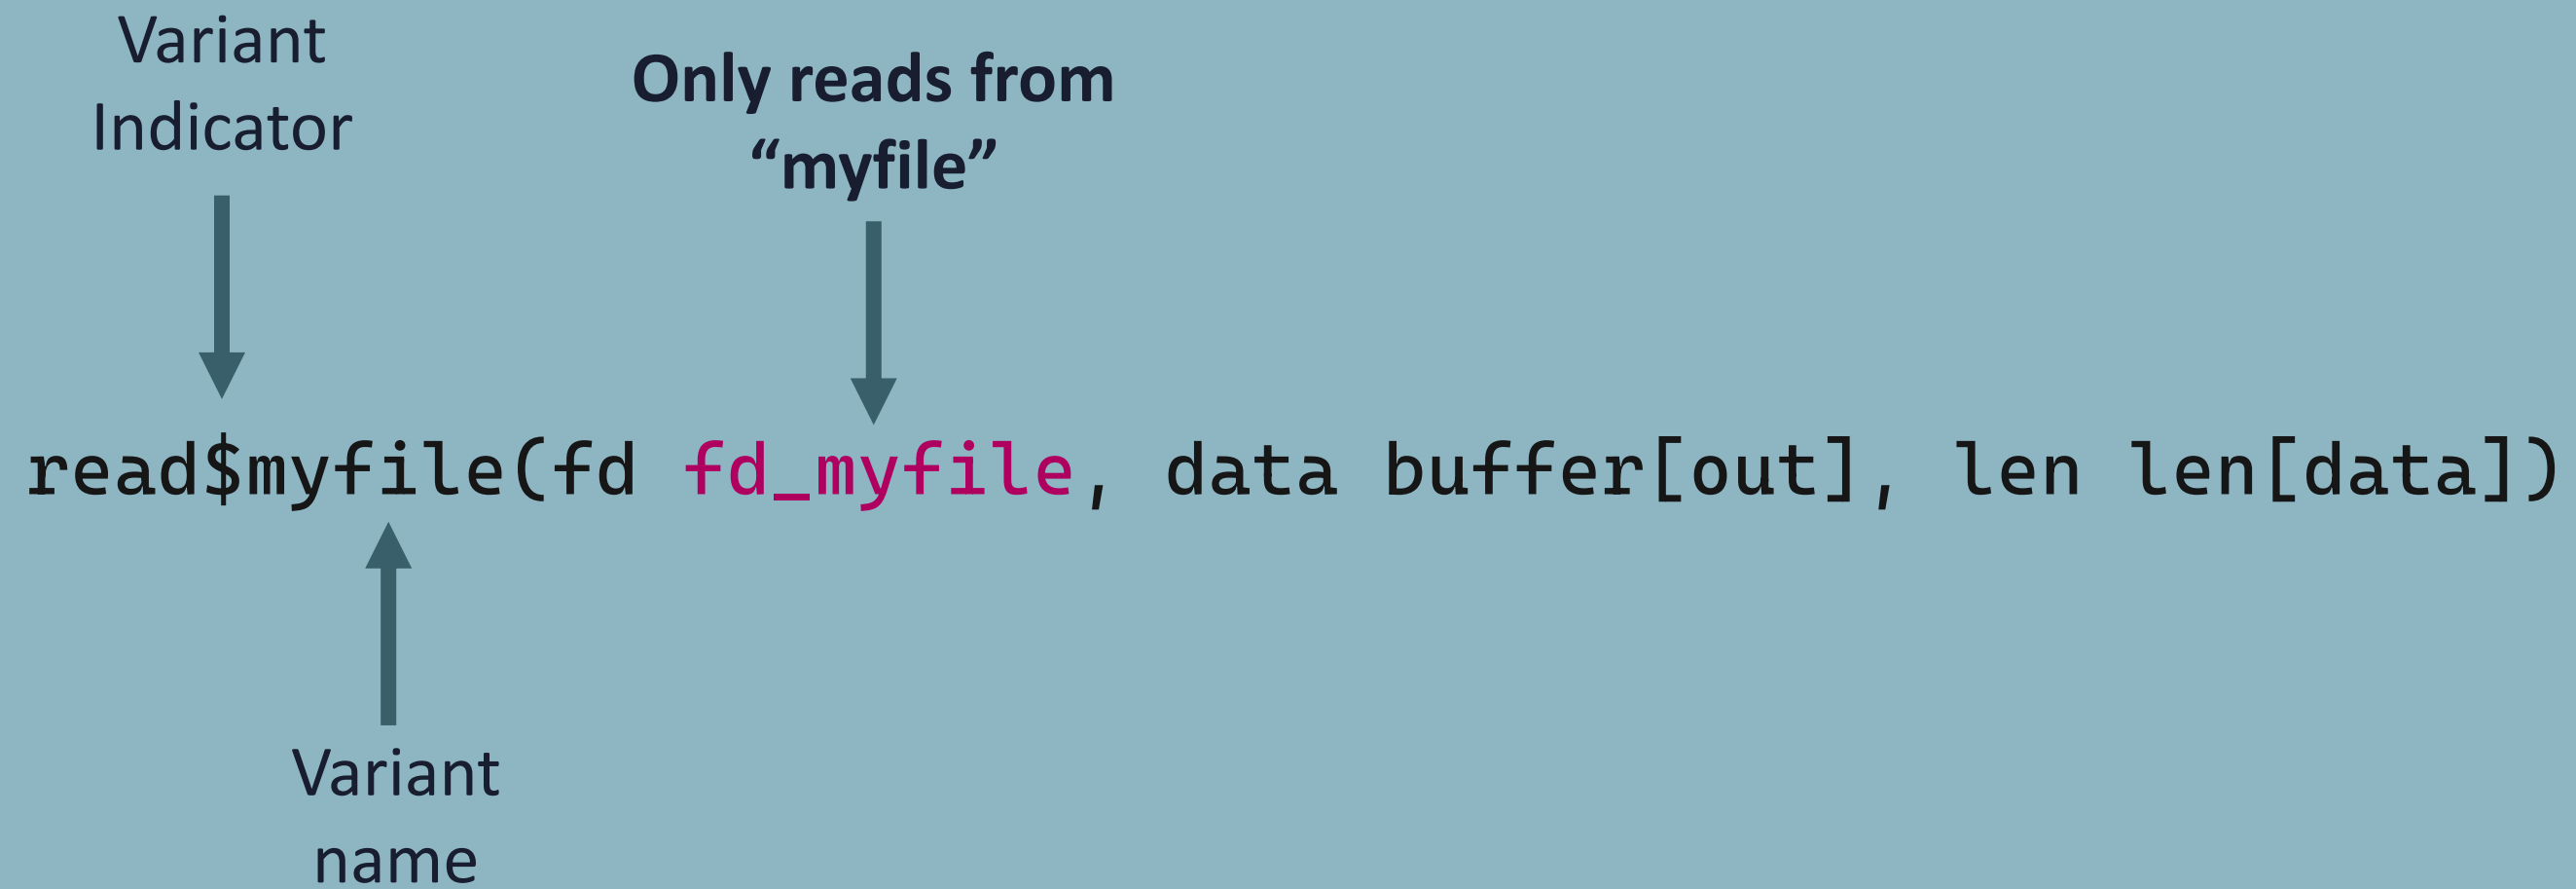 Variant
Indicator
Only reads from
“myfile”
read$myfile(fd fd_myfile, data buffer[out], len len[data])
Variant
name